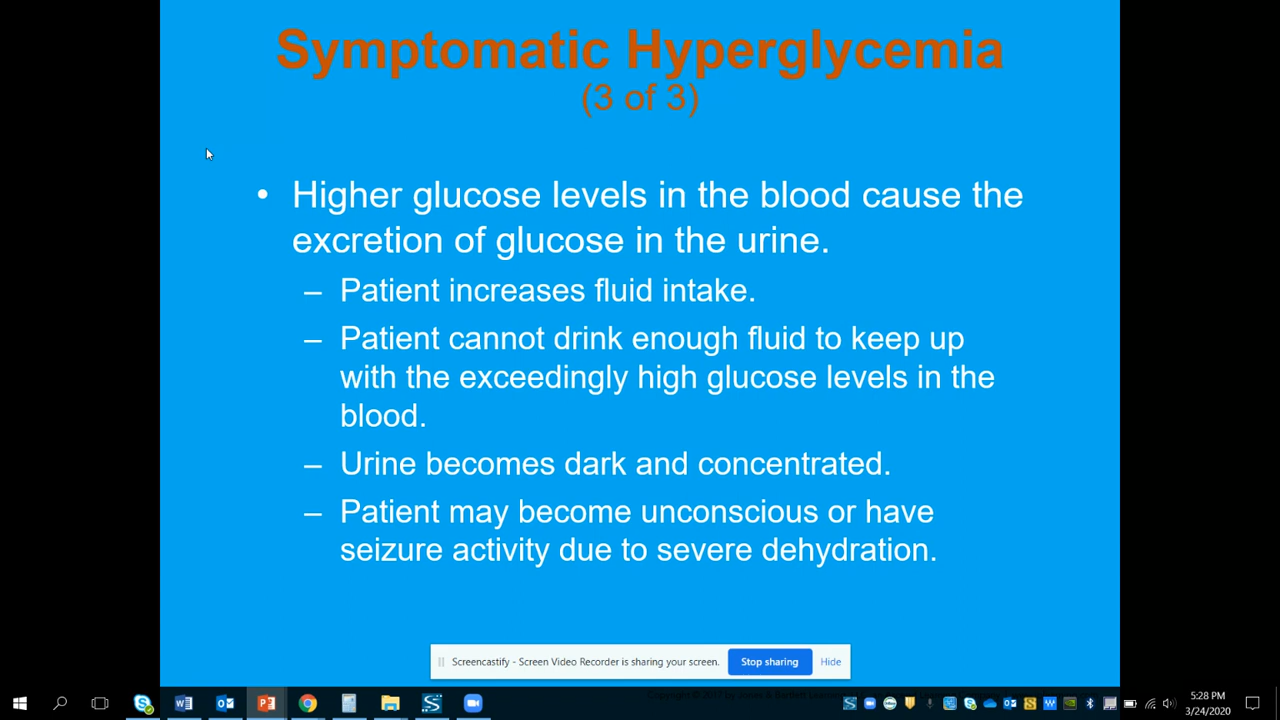 Symptomatic Hyperglycemia
(3 of 3)
• Higher glucose levels in the blood cause the
excretion of glucose in the urine.
– Patient increases fluid intake.
– Patient cannot drink enough fluid to keep up
with the exceedingly high glucose levels in the
blood.
– Urine becomes dark and concentrated.
– Patient may become unconscious or have
seizure activity due to severe dehydration.
Screencastify - Screen Video Recorder is sharing your screen.
Stop sharing
Hide
5:28 PM
3/24/2020